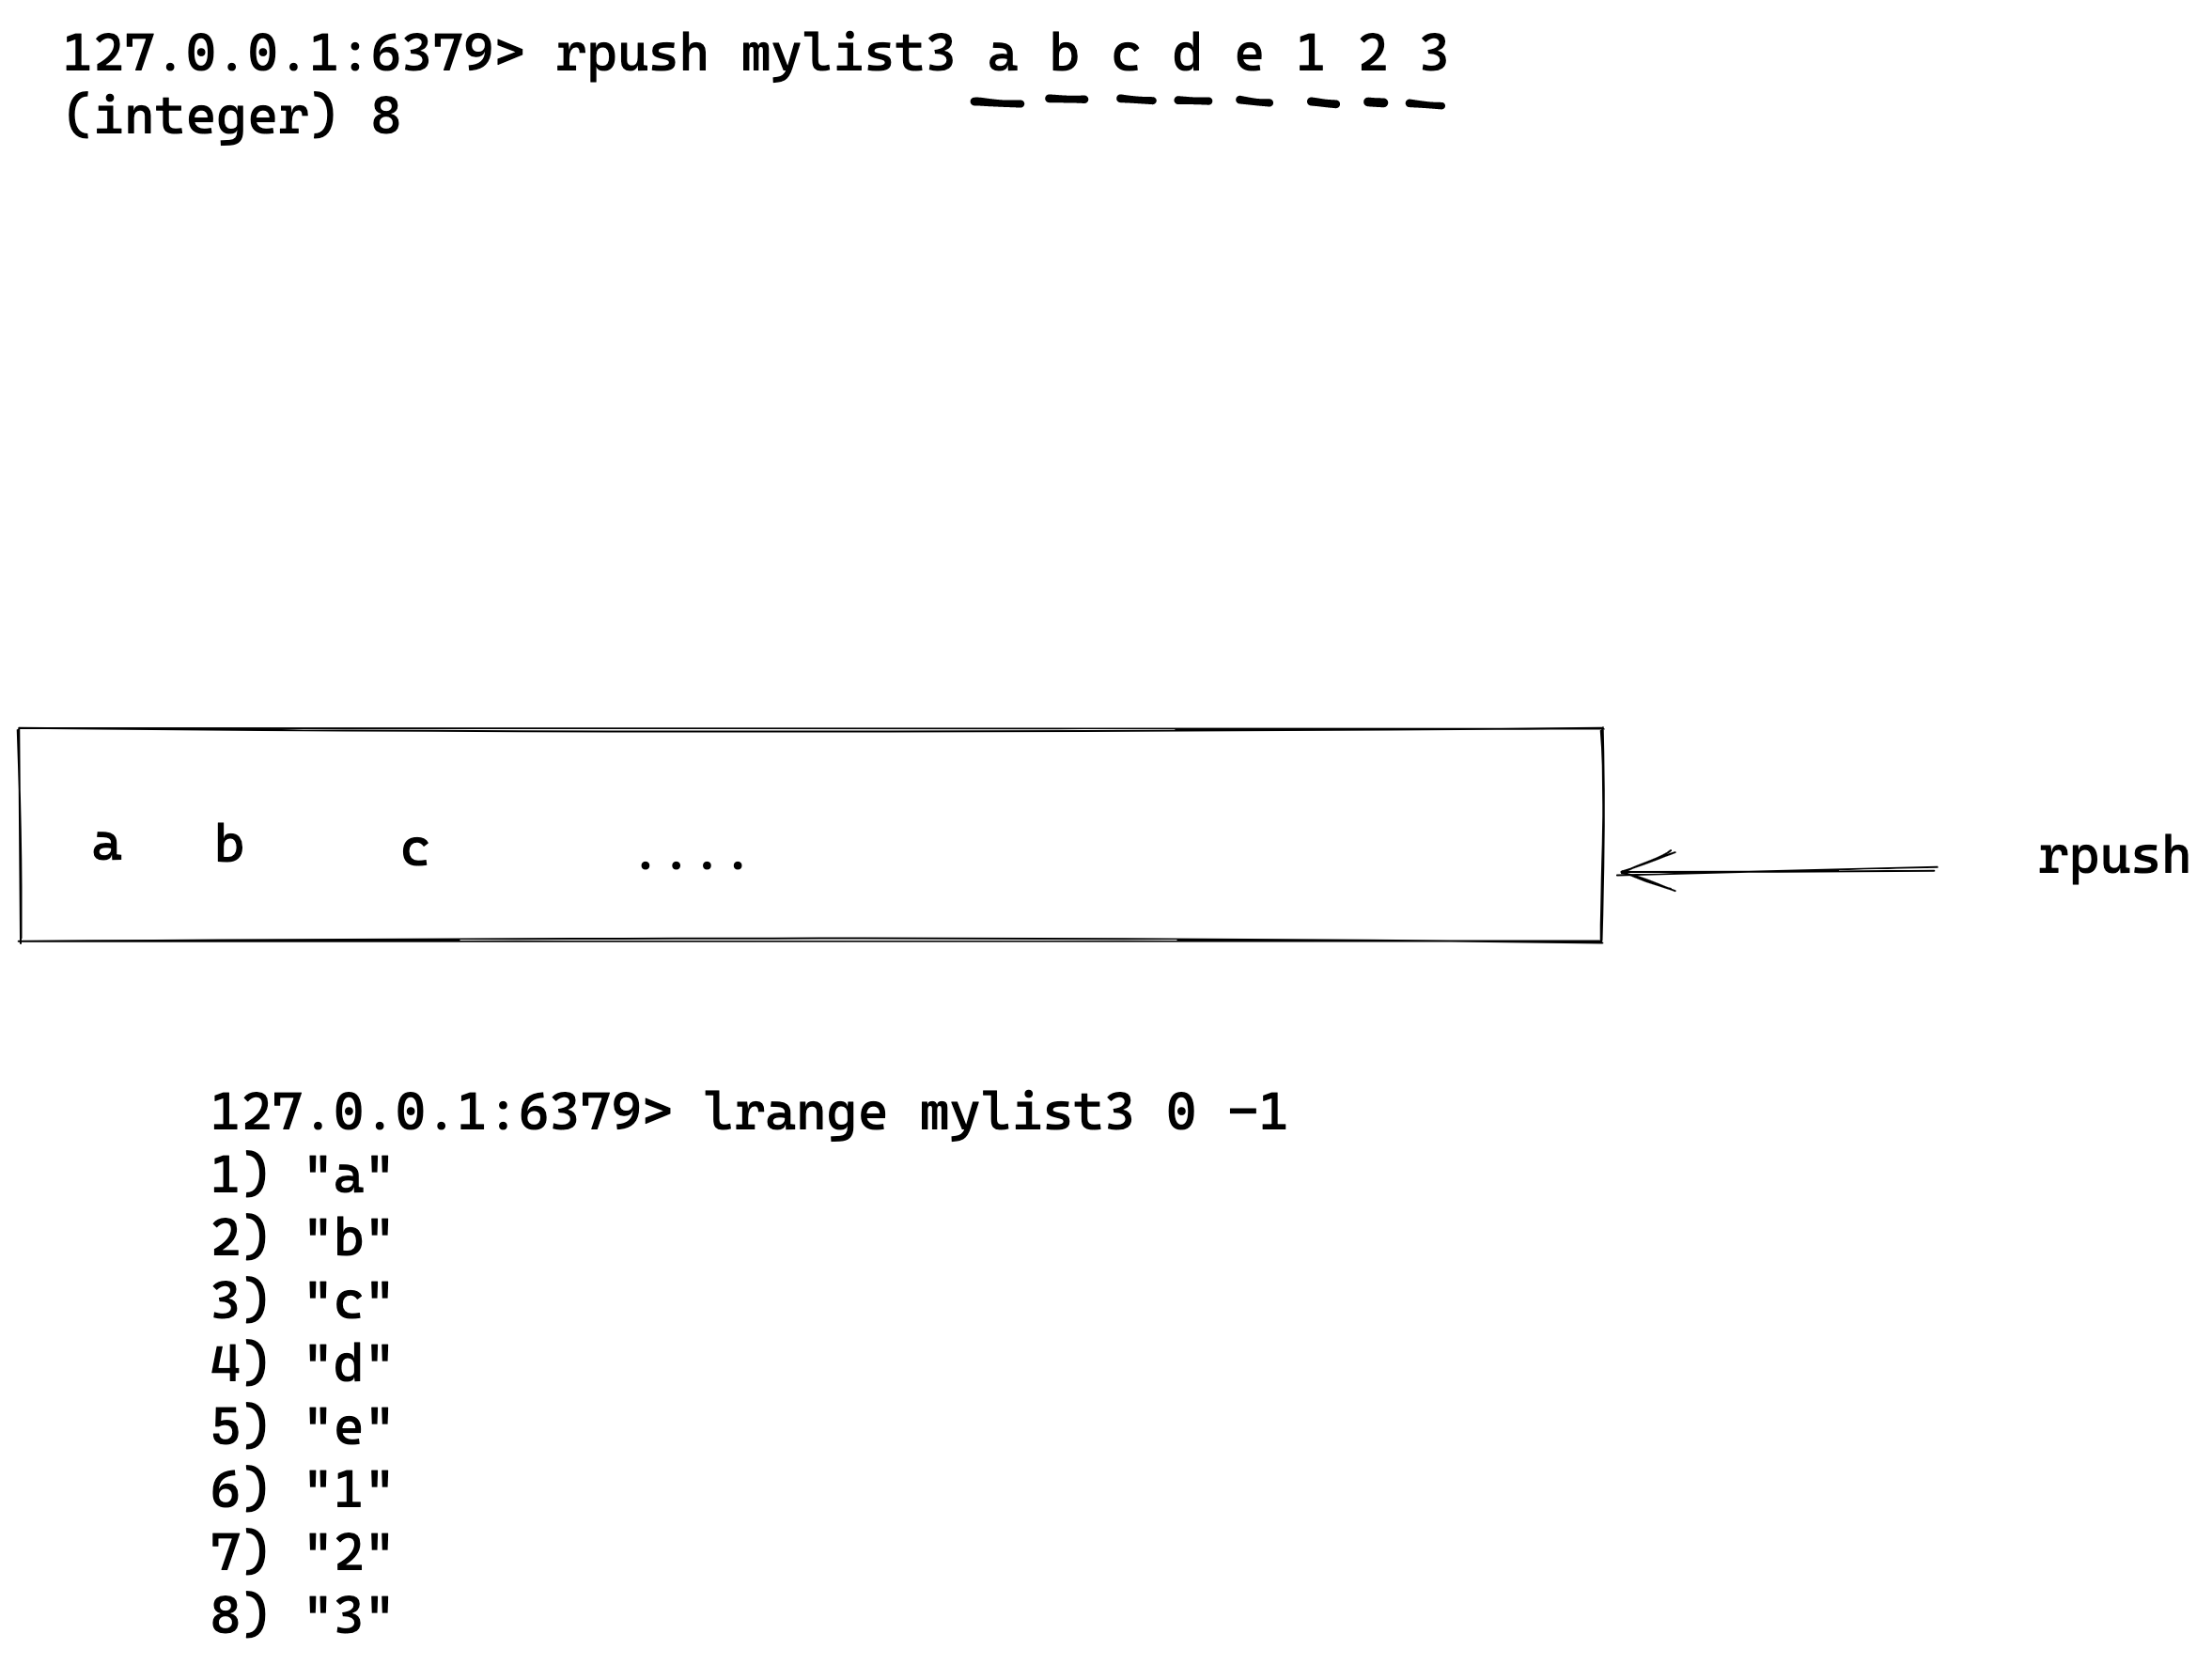 127.0.0.1:6379> rpush mylist3 a b c d e 1 2 3
(integer) 8
a b c ....
rpush
127.0.0.1:6379> lrange mylist3 0 -1
1) "a"
2) "b"
3) "c"
4) "d"
5) "e"
6) "1"
7) "2"
8) "3"